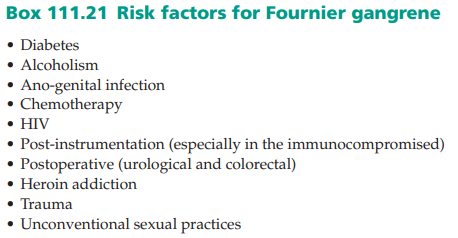 Box 111.21 Risk factors for Fournier gangrene
• Diabetes
• Alcoholism
• Ano-genital infection
• Chemotherapy
• HIV
• Post-instrumentation (especially in the immunocompromised)
• Postoperative (urological and colorectal)
• Heroin addiction
• Trauma
• Unconventional sexual practices